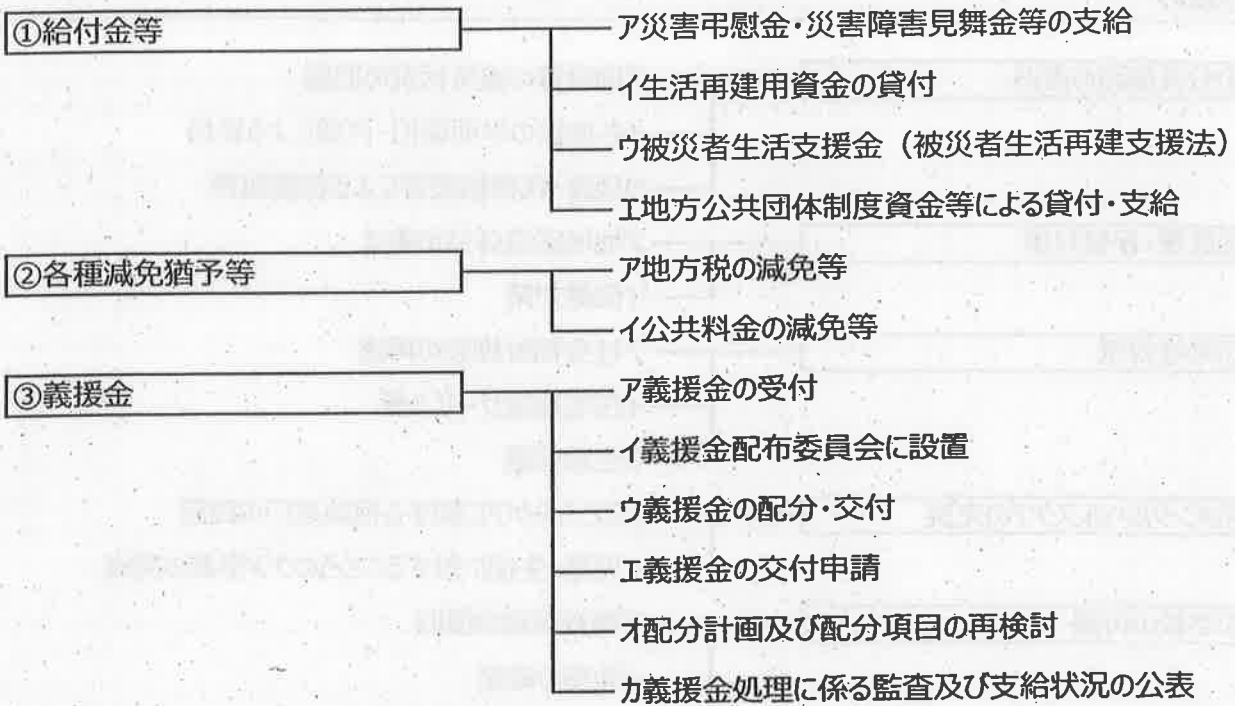 ①給付金等
ア災害弔慰金・災害障害見舞金等の支給
イ生活再建用資金の貸付
ウ被災者生活支援金（被災者生活再建支援法）
エ地方公共団体制度資金等による貸付・支給
②各種減免猶予等
ア地方税の減免等
イ公共料金の減免等
③義援金
ア義援金の受付
イ義援金配布委員会に設置
ウ義援金の配分・交付
エ義援金の交付申請
オ配分計画及び配分項目の再検討
カ義援金処理に係る監査及び支給状況の公表